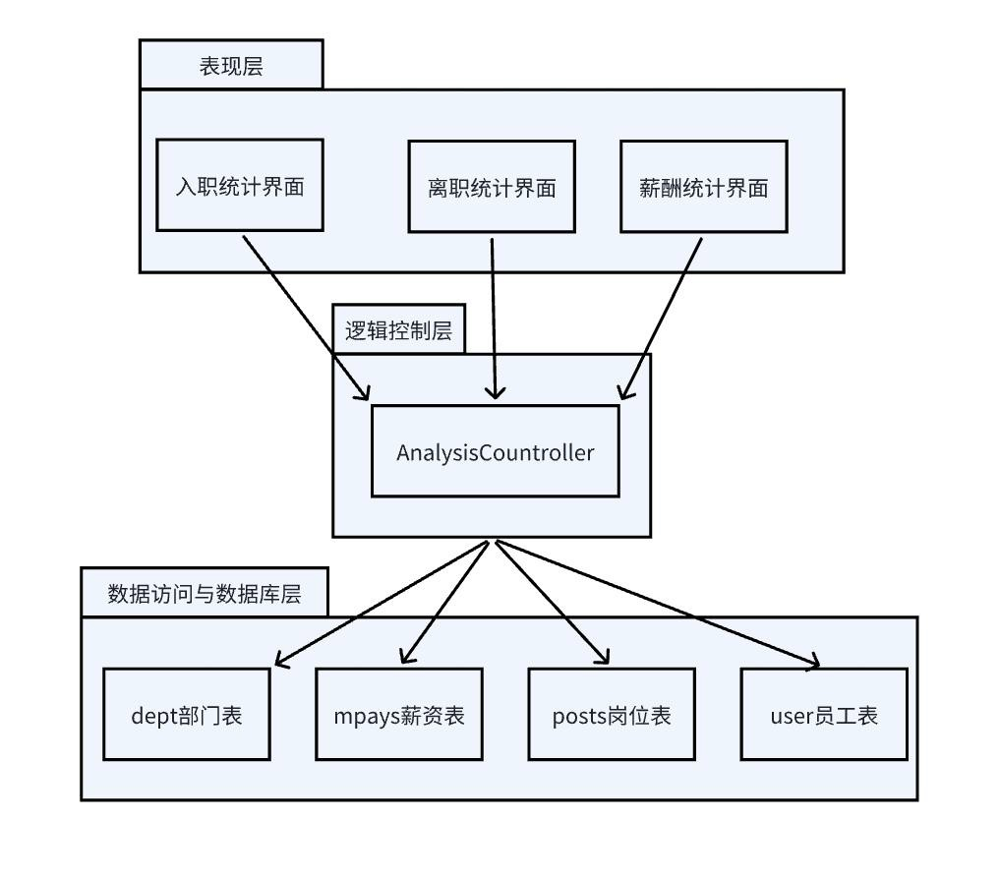 表现层
入职统计界面
离职统计界面
薪酬统计界面
逻辑控制层
AnalysisCountroller
数据访问与数据库层
dept部门表
mpays薪资表
posts岗位表
user员工表